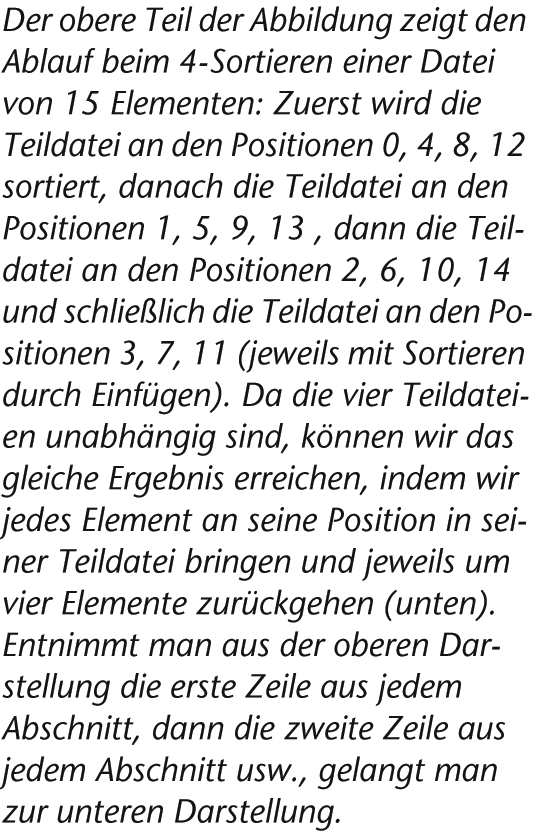 Der obere Teil der Abbildung zeigt den
Ablauf beim 4-Sortieren einer Datei
von 15 Elementen: Zuerst wird die
Teildatei an den Positionen 0, 4, 8, 12
sortiert, danach die Teildatei an den
Positionen 1, 5, 9, 13 , dann die Teil-
datei an den Positionen 2, 6, 10, 14
und schließlich die Teildatei an den Po-
sitionen 3, 7, 11 (jeweils mit Sortieren
durch Einfügen). Da die vier Teildatei-
en unabhängig sind, können wir das
gleiche Ergebnis erreichen, indem wir
jedes Element an seine Position in sei-
ner Teildatei bringen und jeweils um
vier Elemente zurückgehen (unten).
Entnimmt man aus der oberen Dar-
stellung die erste Zeile aus jedem
Abschnitt, dann die zweite Zeile aus
jedem Abschnitt usw., gelangt man
zur unteren Darstellung.